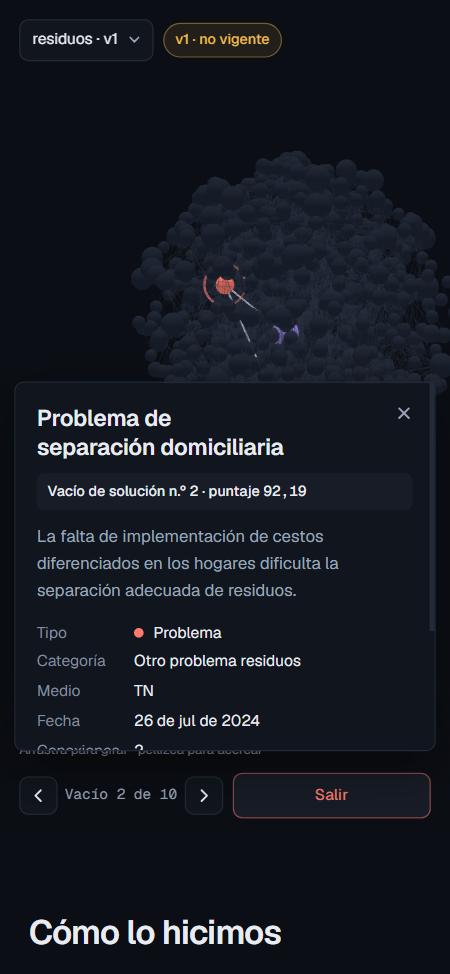 residuos · v1
v1 · no vigente
Problema de
separación domiciliaria
Vacío de solución n.º 2 · puntaje 92,19
La falta de implementación de cestos
diferenciados en los hogares dificulta la
separación adecuada de residuos.
Tipo Problema
Categoría Otro problema residuos
Medio TN
Fecha 26 de jul de 2024
Vacío 2 de 10
Salir
Cómo lo hicimos